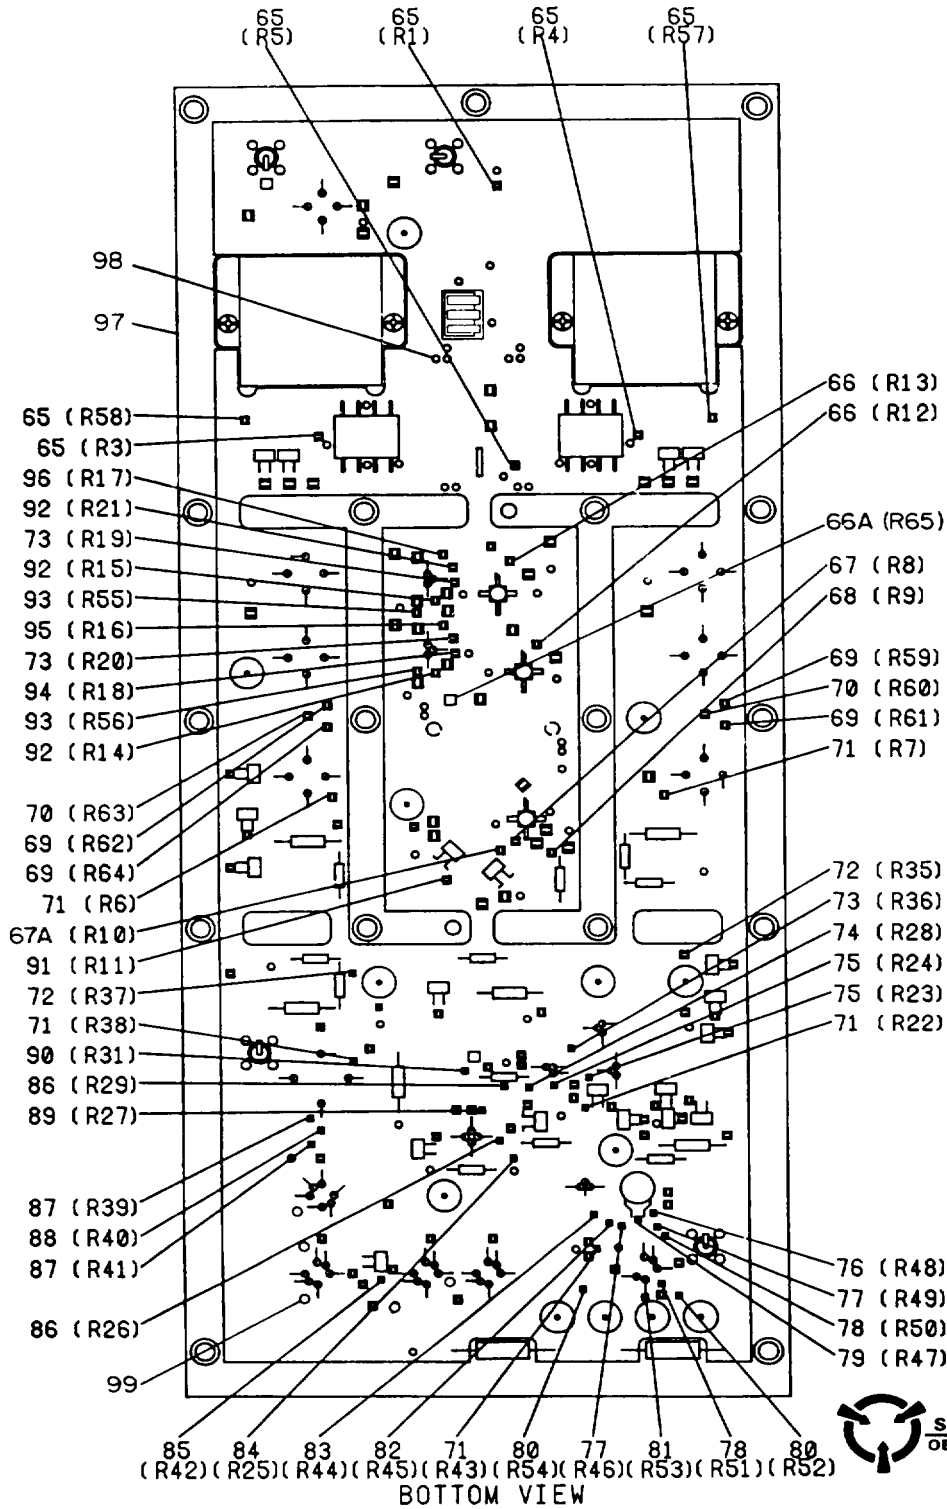 65 65 65 65
(R5) (R1) (R4) (R57)
98
97
66 (R13)
66 (R12)
65 (R58)
65 (R3)
96 (R17)
92 (R21)
73 (R19)
92 (R15)
93 (R55)
95 (R16)
73 (R20)
94 (R18)
93 (R56)
92 (R14)
66A (R65)
67 (R8)
68 (R9)
69 (R59)
70 (R60)
69 (R61)
71 (R7)
70 (R63)
69 (R62)
69 (R64)
71 (R6)
67A (R10)
91 (R11)
72 (R37)
71 (R38)
90 (R31)
86 (R29)
89 (R27)
72 (R35)
73 (R36)
74 (R28)
75 (R24)
75 (R23)
71 (R22)
87 (R39)
88 (R40)
87 (R41)
86 (R26)
99
76 (R48)
77 (R49)
78 (R50)
79 (R47)
85 84 83 82 71 80 77 81 78 80
(R42) (R25) (R44) (R45) (R43) (R54) (R46) (R53) (R51) (R52)
BOTTOM VIEW